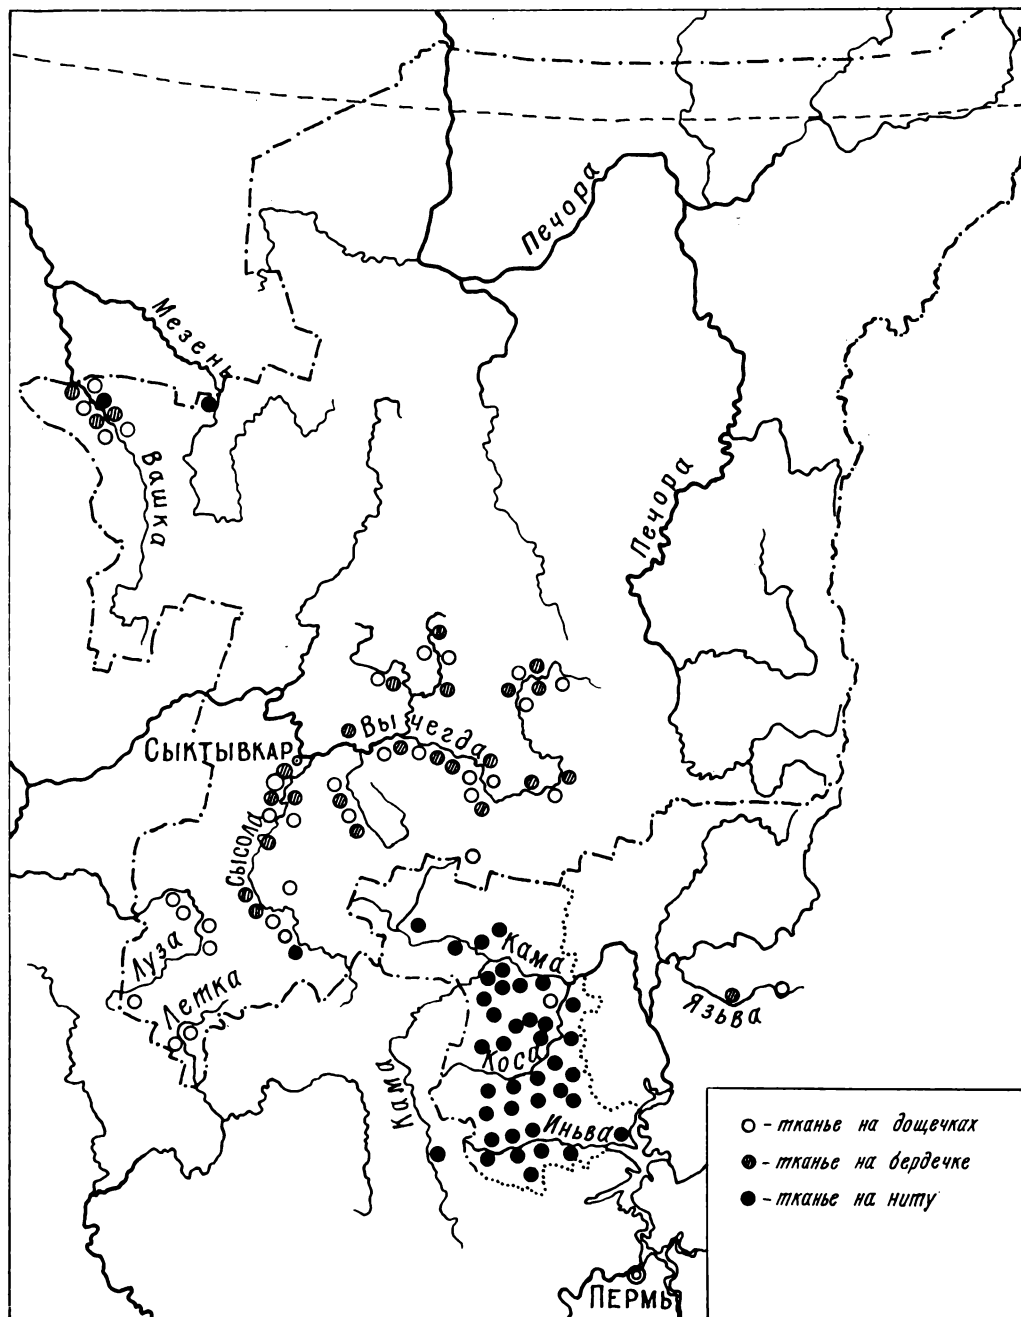 Печора
Мезень
Вашка
Печора
Вычегда
Сыктывкар
Сысола
Луза
Летка
Кама
Язьва
Коса
Кама
Иньва
Пермь
- тканье на дощечках
- тканье на бердечке
- тканье на ниту